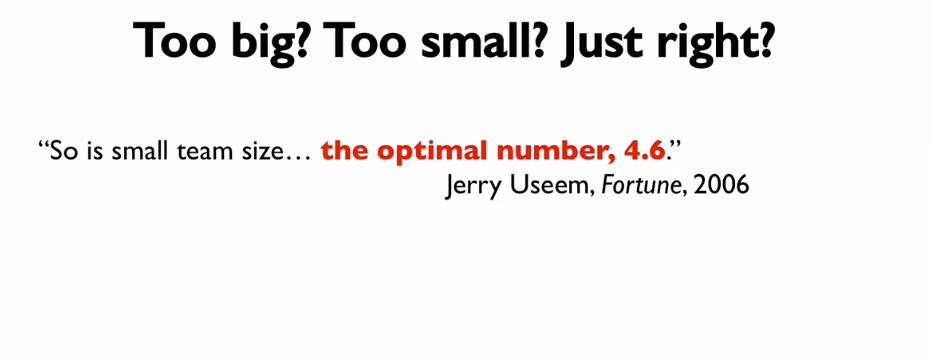 Too big? Too small? Just right?
“So is small team size… the optimal number, 4.6.”
Jerry Useem, Fortune, 2006